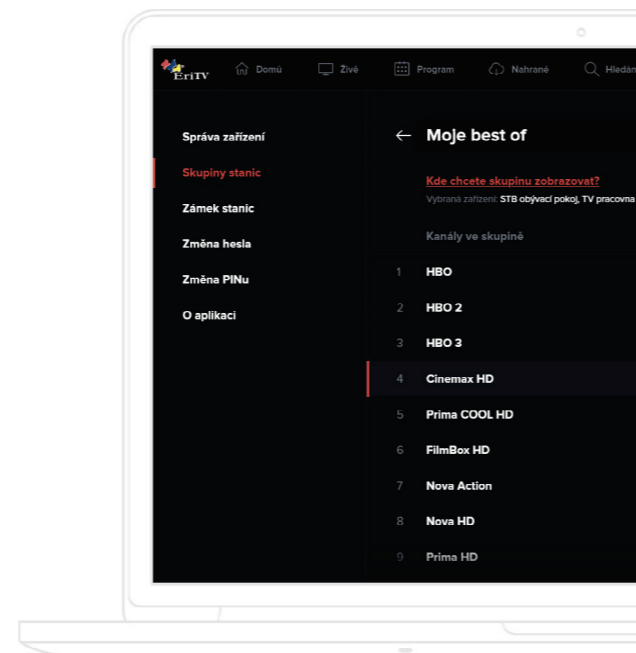 EriTV
Domů
Živě
Program
Nahrané
Hledán
Správa zařízení
Skupiny stanic
Zámek stanic
Změna hesla
Změna PINu
O aplikaci
← Moje best of
Kde chcete skupinu zobrazovat?
Vybraná zařízení: STB obývací pokoj, TV pracovna
Kanály ve skupině
1 HBO
2 HBO 2
3 HBO 3
4 Cinemax HD
5 Prima COOL HD
6 FilmBox HD
7 Nova Action
8 Nova HD
9 Prima HD